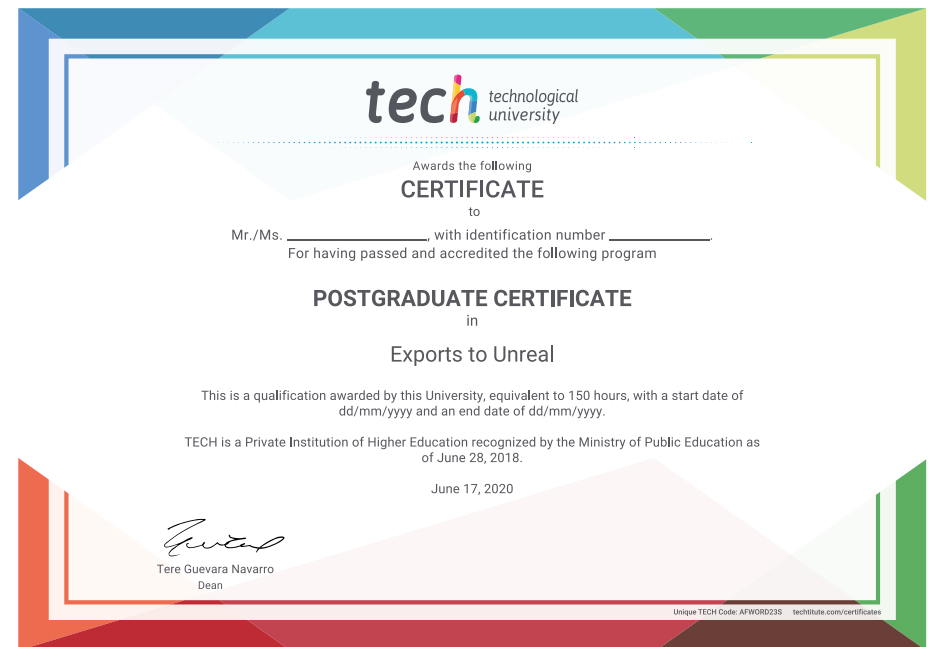 tech technological
university
Awards the following
CERTIFICATE
to
Mr./Ms. ____________, with identification number ____________.
For having passed and accredited the following program
POSTGRADUATE CERTIFICATE
in
Exports to Unreal
This is a qualification awarded by this University, equivalent to 150 hours, with a start date of
dd/mm/yyyy and an end date of dd/mm/yyyy.
TECH is a Private Institution of Higher Education recognized by the Ministry of Public Education as
of June 28, 2018.
June 17, 2020
Tere Guevara Navarro
Dean
Unique TECH Code: AFWORD23S techtitute.com/certificates